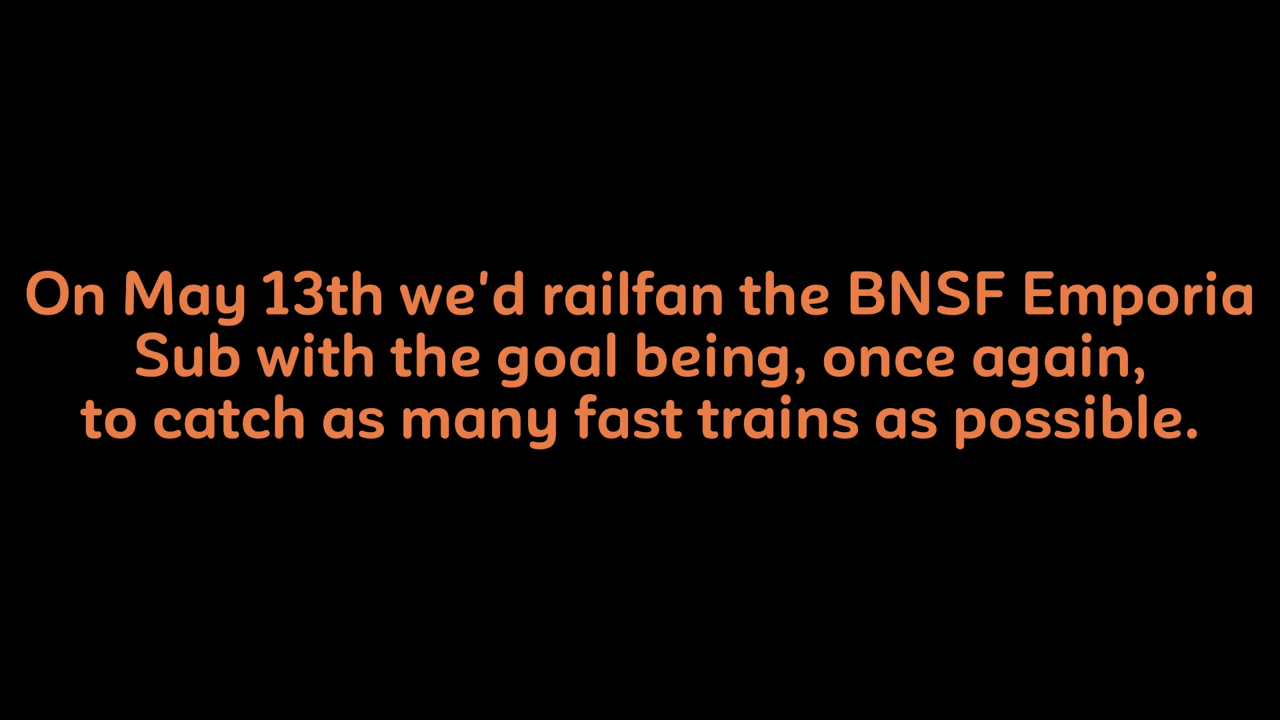 On May 13th we'd railfan the BNSF Emporia
Sub with the goal being, once again,
to catch as many fast trains as possible.